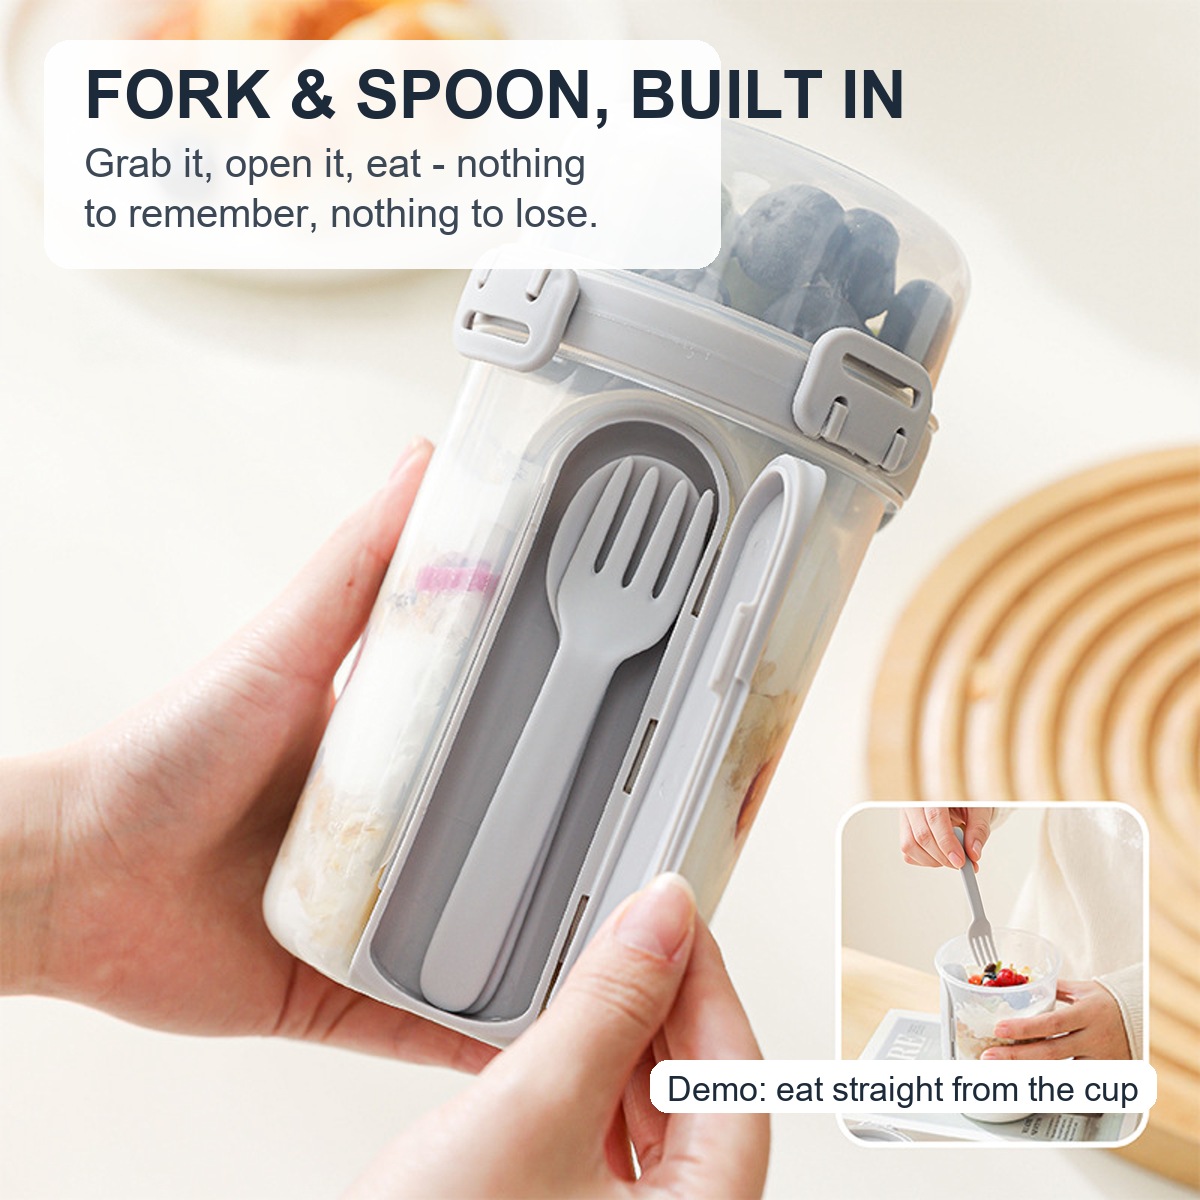 FORK & SPOON, BUILT IN
Grab it, open it, eat - nothing
to remember, nothing to lose.
Demo: eat straight from the cup